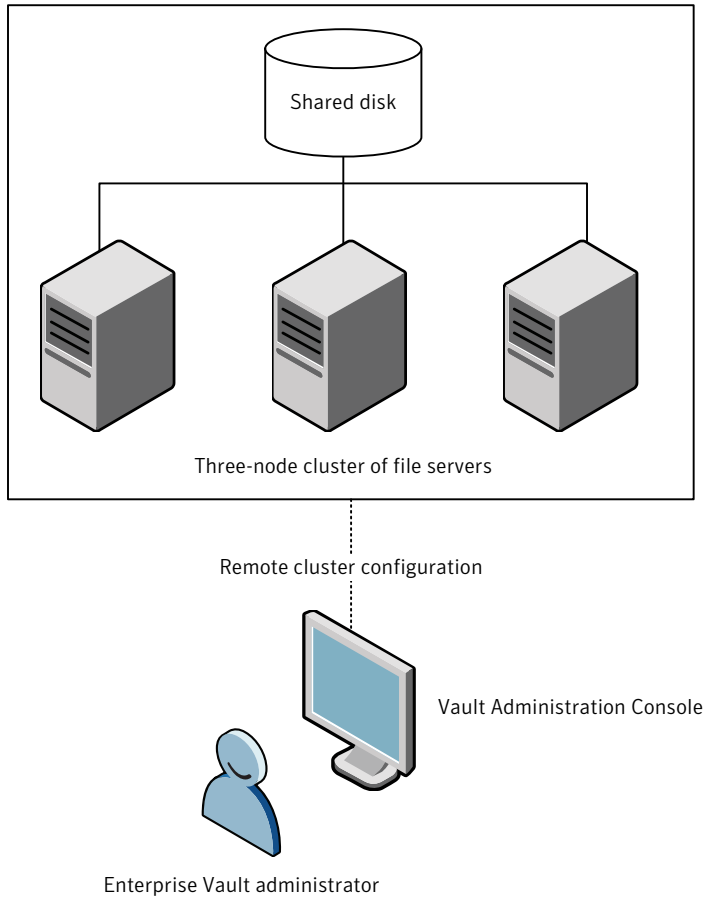 Shared disk
Three-node cluster of file servers
Remote cluster configuration
Vault Administration Console
Enterprise Vault administrator